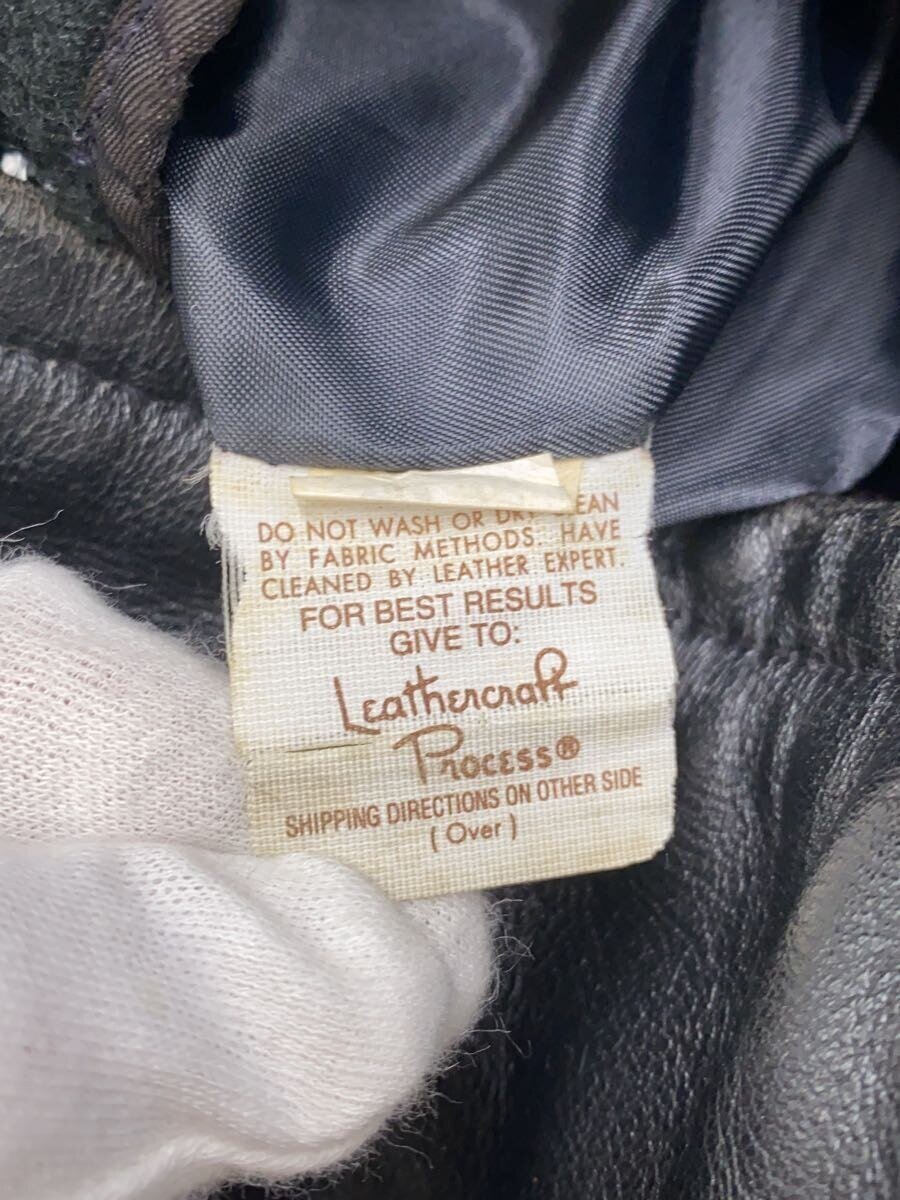 DO NOT WASH OR DRY CLEAN
BY FABRIC METHODS. HAVE
CLEANED BY LEATHER EXPERT.
FOR BEST RESULTS
GIVE TO:
Leathercraft
Process®
SHIPPING DIRECTIONS ON OTHER SIDE
(Over)